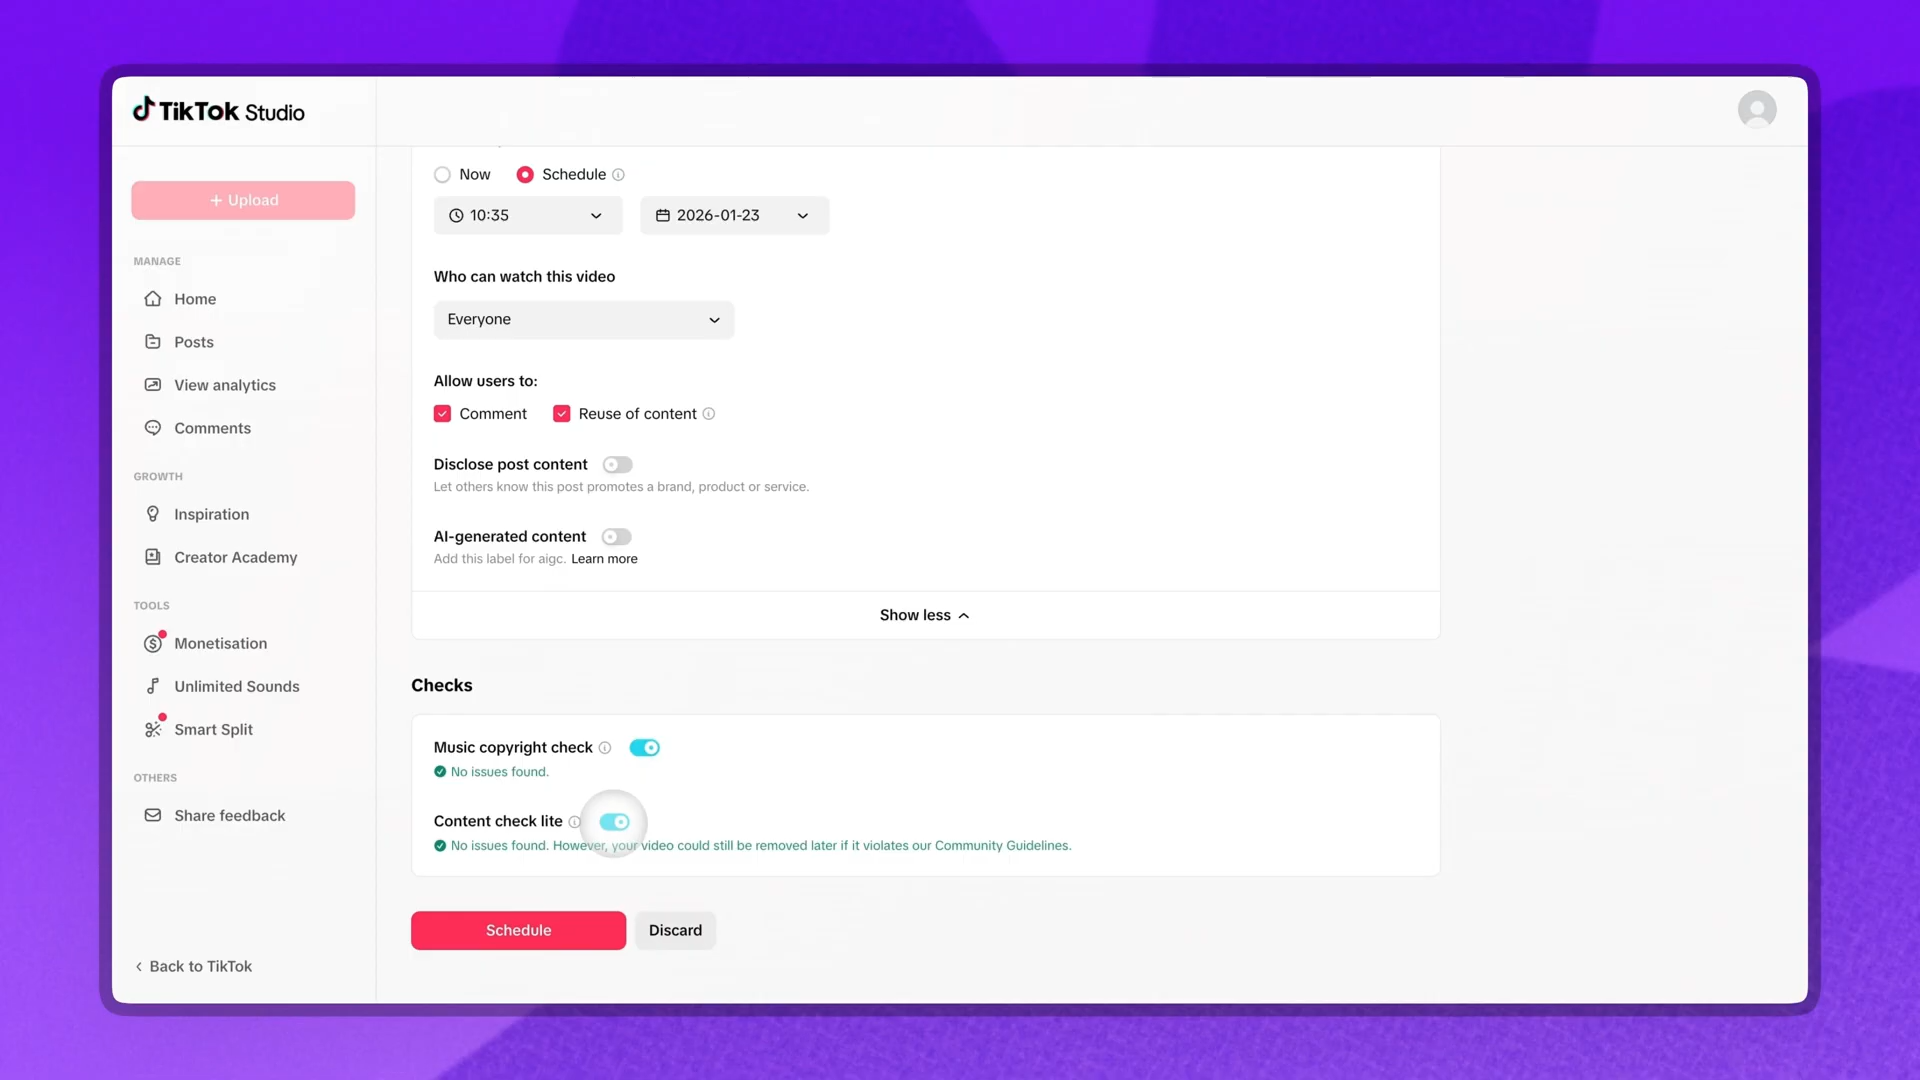 TikTok Studio
+ Upload
MANAGE
Home
Posts
View analytics
Comments
GROWTH
Inspiration
Creator Academy
TOOLS
Monetisation
Unlimited Sounds
Smart Split
OTHERS
Share feedback
Back to TikTok
Now
Schedule
10:35
2026-01-23
Who can watch this video
Everyone
Allow users to:
Comment
Reuse of content
Disclose post content
Let others know this post promotes a brand, product or service.
AI-generated content
Add this label for aigc. Learn more
Show less
Checks
Music copyright check
No issues found.
Content check lite
No issues found. However, your video could still be removed later if it violates our Community Guidelines.
Schedule
Discard